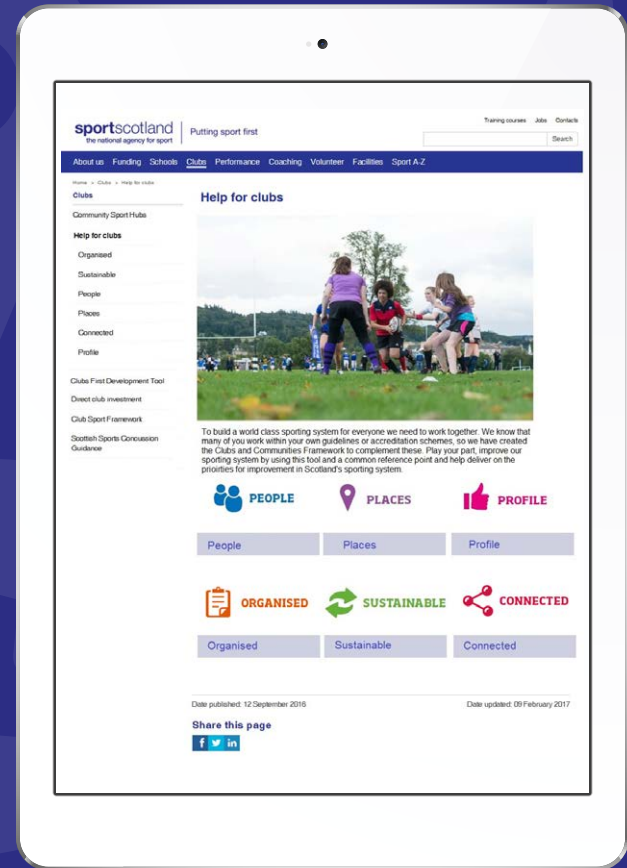 sportscotland
the national agency for sport
Putting sport first
Training courses Jobs Contacts
Search
About us Funding Schools Clubs Performance Coaching Volunteer Facilities Sport A-Z
Home > Clubs > Help for clubs
Clubs
Community Sport Hubs
Help for clubs
Organised
Sustainable
People
Places
Connected
Profile
Clubs First Development Tool
Direct club investment
Club Sport Framework
Scottish Sports Concussion
Guidance
Help for clubs
To build a world class sporting system for everyone we need to work together. We know that
many of you work within your own guidelines or accreditation schemes, so we have created
the Clubs and Communities Framework to complement these. Play your part, improve our
sporting system by using this tool and a common reference point and help deliver on the
prioirties for improvement in Scotland's sporting system.
PEOPLE PLACES PROFILE
People Places Profile
ORGANISED SUSTAINABLE CONNECTED
Organised Sustainable Connected
Date published: 12 September 2016 Date updated: 09 February 2017
Share this page
f in